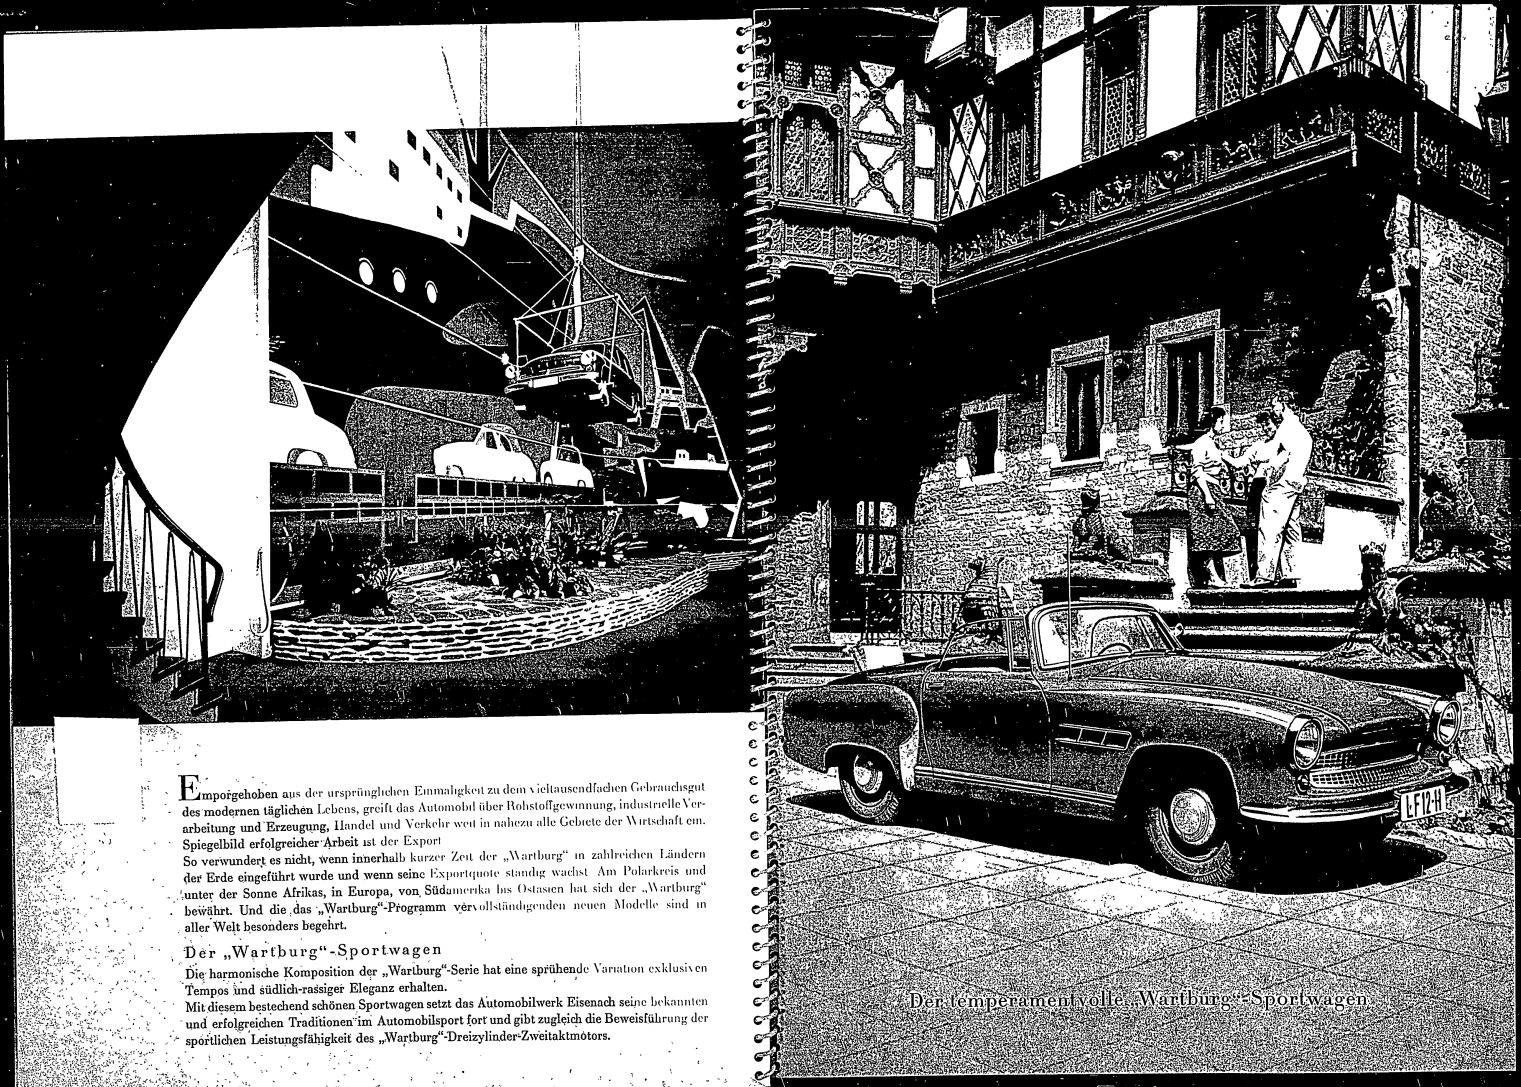 Emporgehoben aus der ursprünglichen Einmaligkeit zu dem vieltausendfachen Gebrauchsgut
des modernen täglichen Lebens, greift das Automobil über Rohstoffgewinnung, industrielle Ver-
arbeitung und Erzeugung, Handel und Verkehr weit in nahezu alle Gebiete der Wirtschaft ein.
Spiegelbild erfolgreicher Arbeit ist der Export
So verwundert es nicht, wenn innerhalb kurzer Zeit der „Wartburg“ in zahlreichen Ländern
der Erde eingeführt wurde und wenn seine Exportquote ständig wächst Am Polarkreis und
unter der Sonne Afrikas, in Europa, von Südamerika bis Ostasien hat sich der „Wartburg“
bewährt. Und die das „Wartburg“-Programm vervollständigenden neuen Modelle sind in
aller Welt besonders begehrt.
Der „Wartburg“-Sportwagen
Die harmonische Komposition der „Wartburg“-Serie hat eine sprühende Variation exklusiven
Tempos und südlich-rassiger Eleganz erhalten.
Mit diesem bestechend schönen Sportwagen setzt das Automobilwerk Eisenach seine bekannten
und erfolgreichen Traditionen im Automobilsport fort und gibt zugleich die Beweisführung der
sportlichen Leistungsfähigkeit des „Wartburg“-Dreizylinder-Zweitaktmotors.
LF12-H
Der temperamentvolle „Wartburg“-Sportwagen